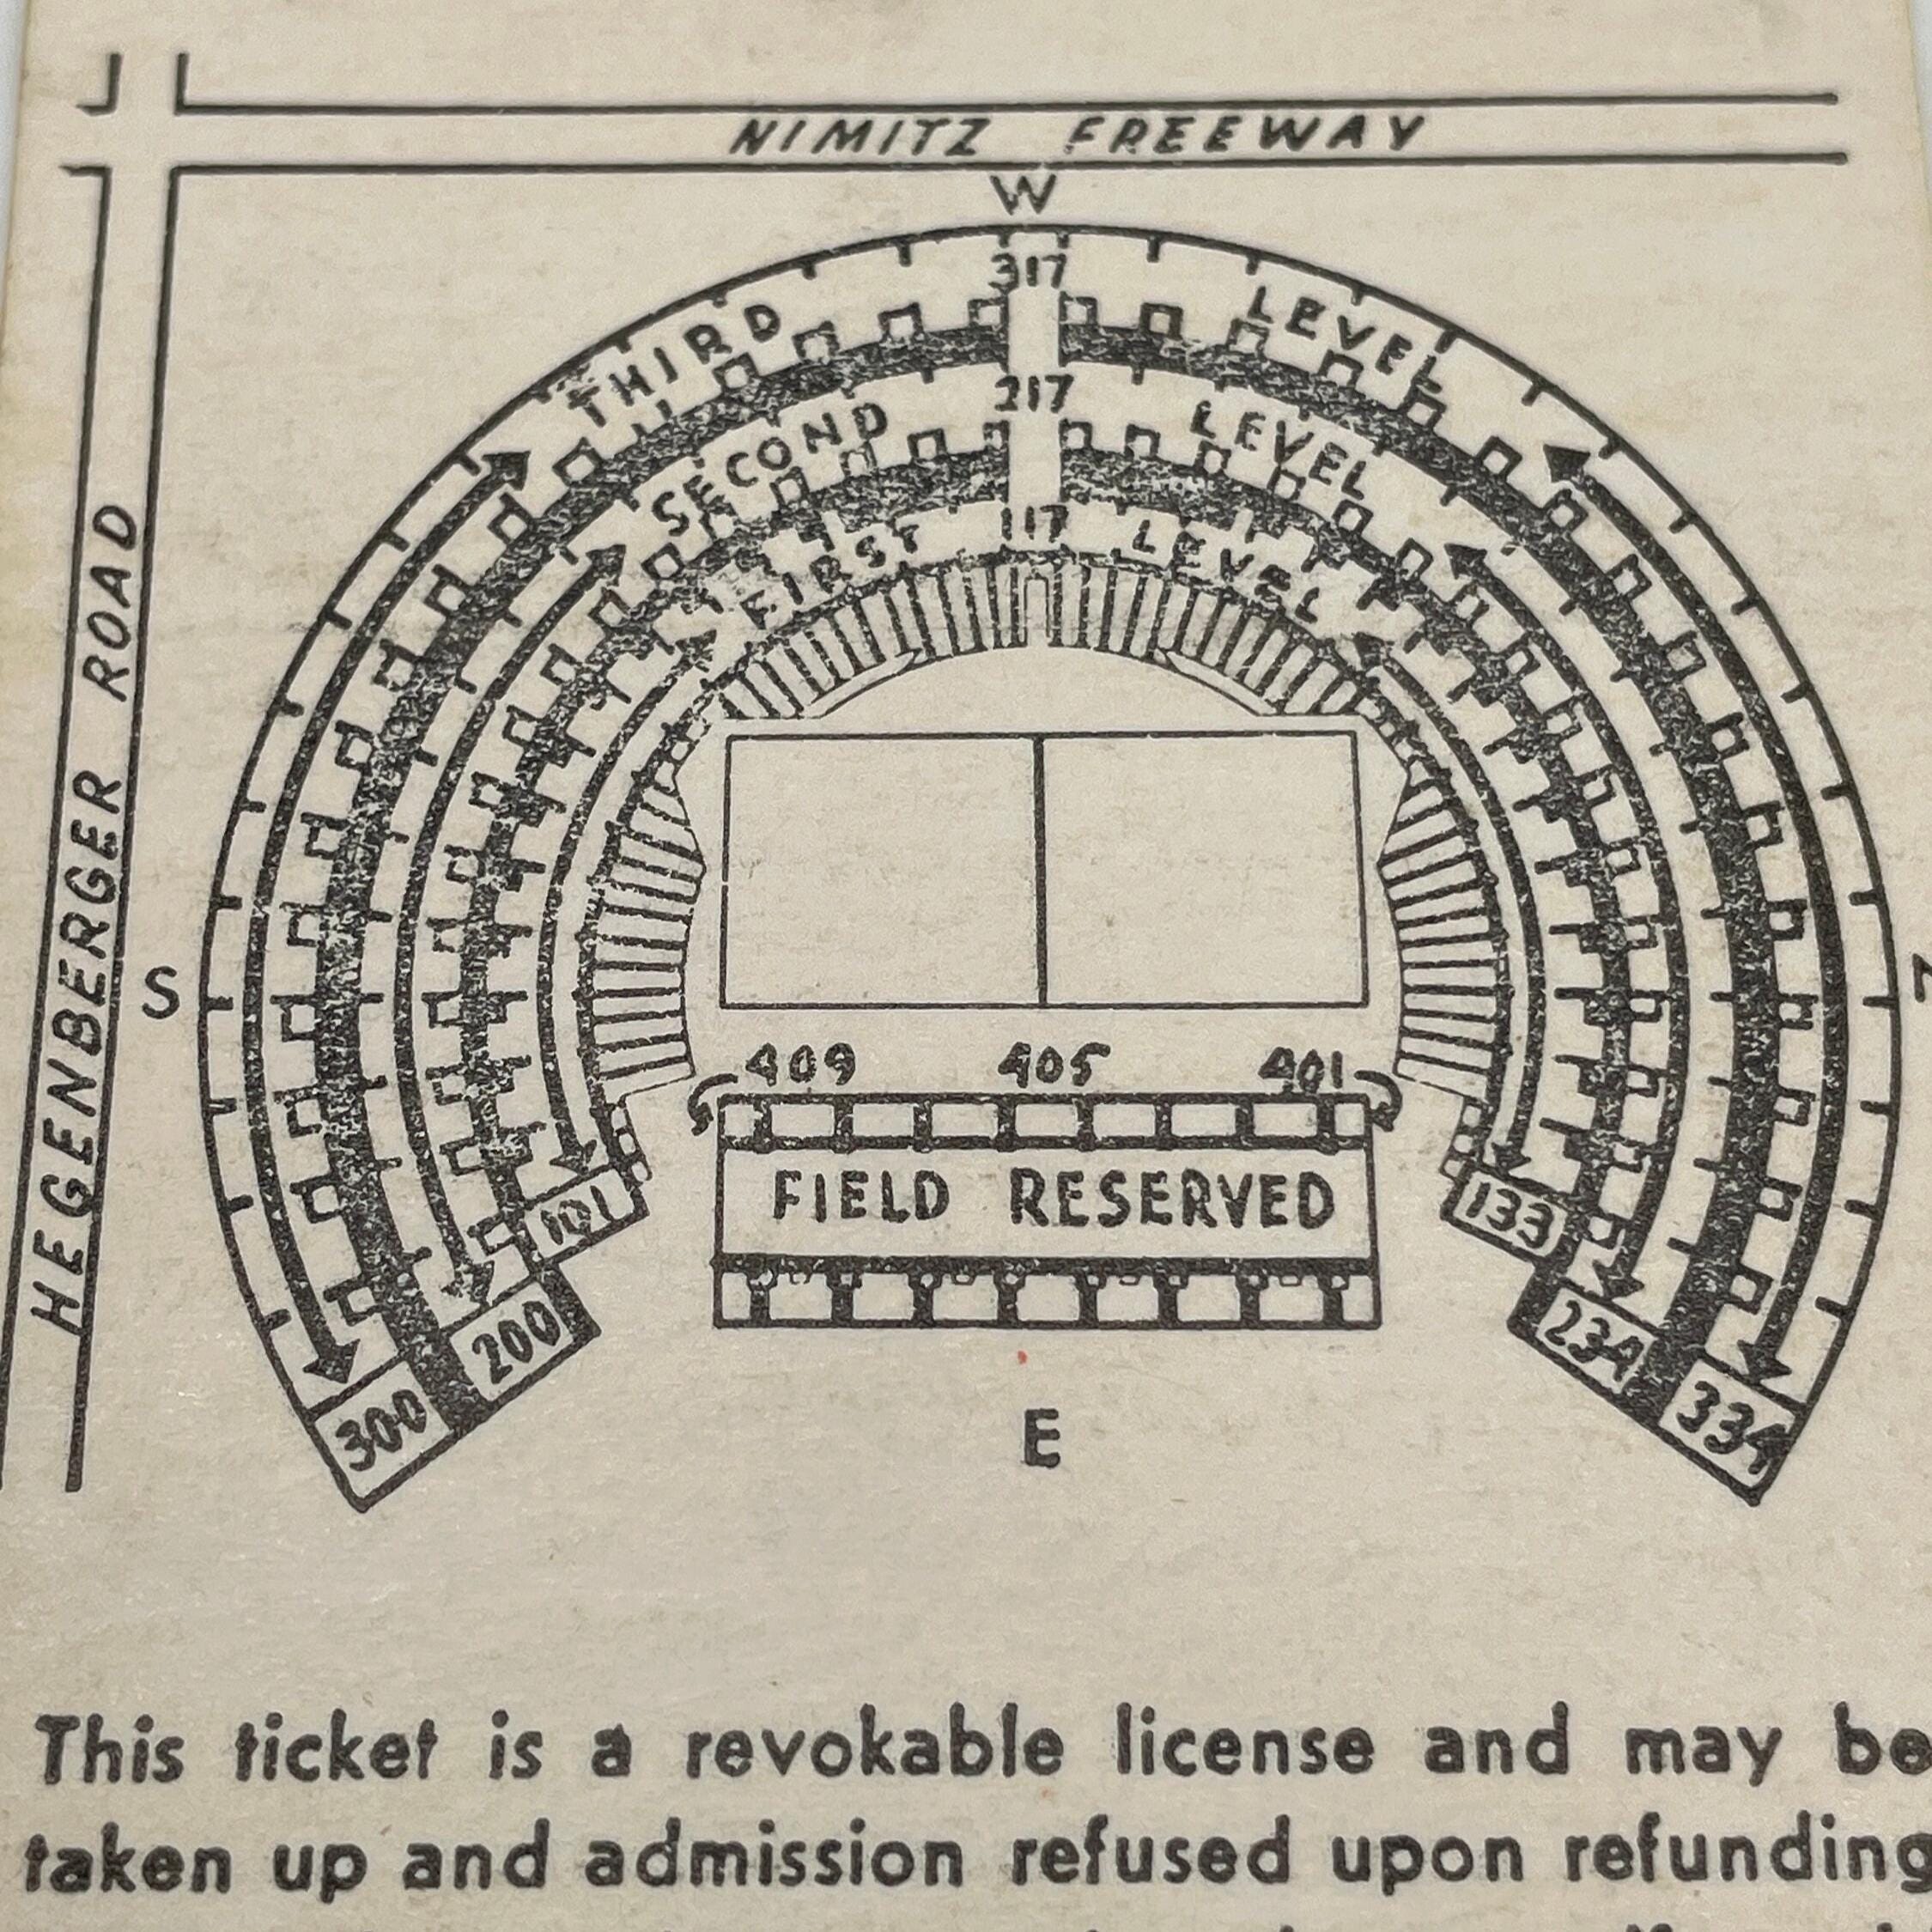 NIMITZ FREEWAY
W
HEGENBERGER ROAD
S
317
THIRD LEVEL
217
SECOND LEVEL
117
FIRST LEVEL
409 405 401
FIELD RESERVED
101
133
200
234
300
334
E
This ticket is a revokable license and may be
taken up and admission refused upon refunding